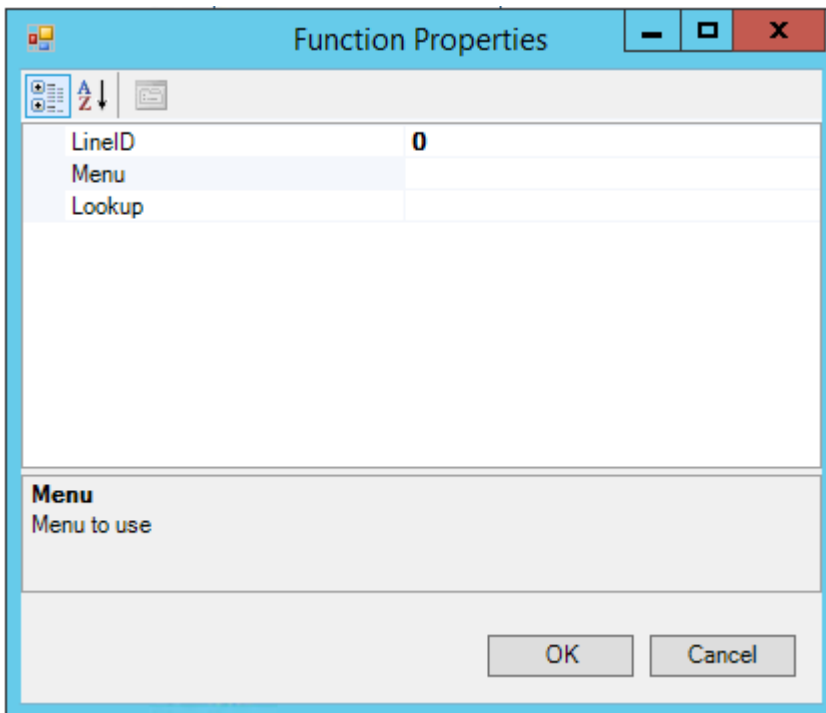 Function Properties
LineID 0
Menu
Lookup
Menu
Menu to use
OK Cancel